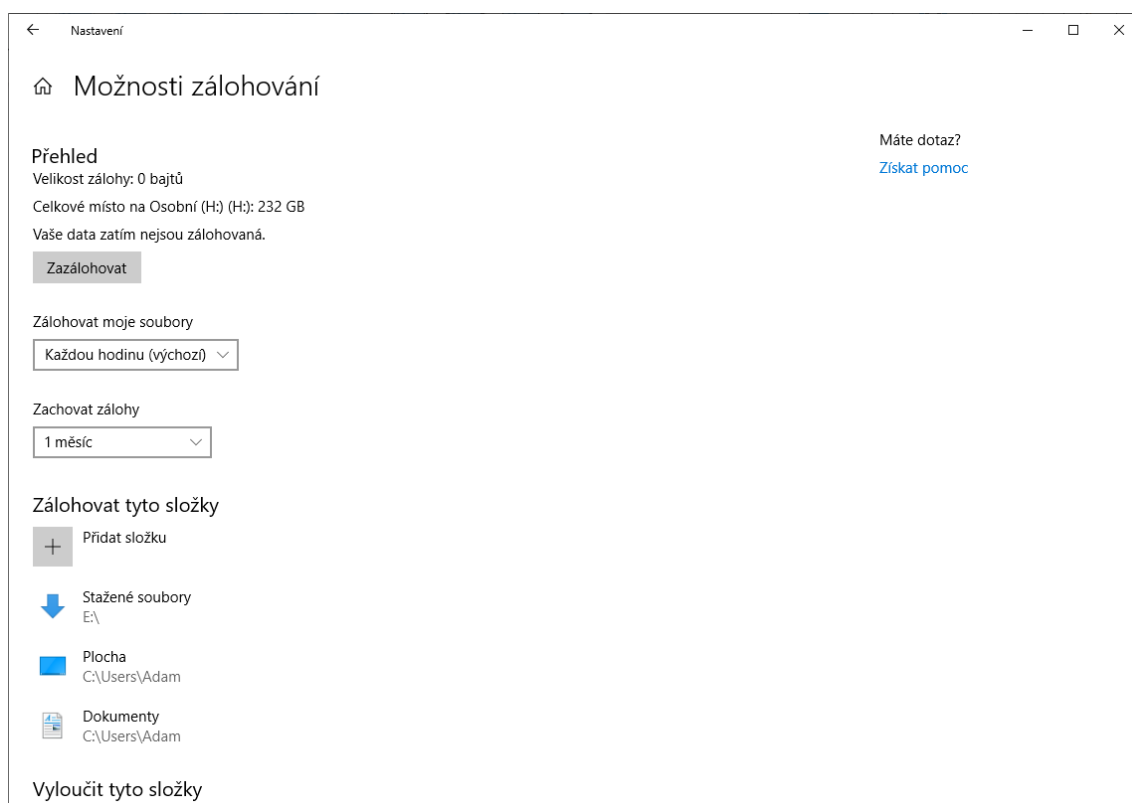 Nastavení
Možnosti zálohování
Přehled
Velikost zálohy: 0 bajtů
Celkové místo na Osobní (H:) (H:): 232 GB
Vaše data zatím nejsou zálohovaná.
Zazálohovat
Zálohovat moje soubory
Každou hodinu (výchozí)
Zachovat zálohy
1 měsíc
Zálohovat tyto složky
Přidat složku
Stažené soubory
E:\
Plocha
C:\Users\Adam
Dokumenty
C:\Users\Adam
Vyloučit tyto složky
Máte dotaz?
Získat pomoc